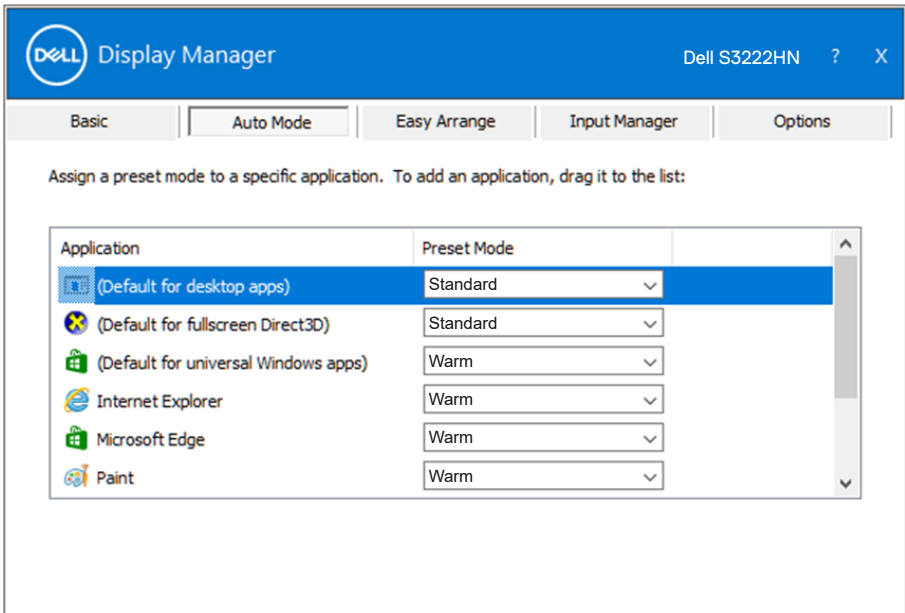 DELL Display Manager Dell S3222HN ? X
Basic Auto Mode Easy Arrange Input Manager Options
Assign a preset mode to a specific application. To add an application, drag it to the list:
Application Preset Mode
(Default for desktop apps) Standard
(Default for fullscreen Direct3D) Standard
(Default for universal Windows apps) Warm
Internet Explorer Warm
Microsoft Edge Warm
Paint Warm